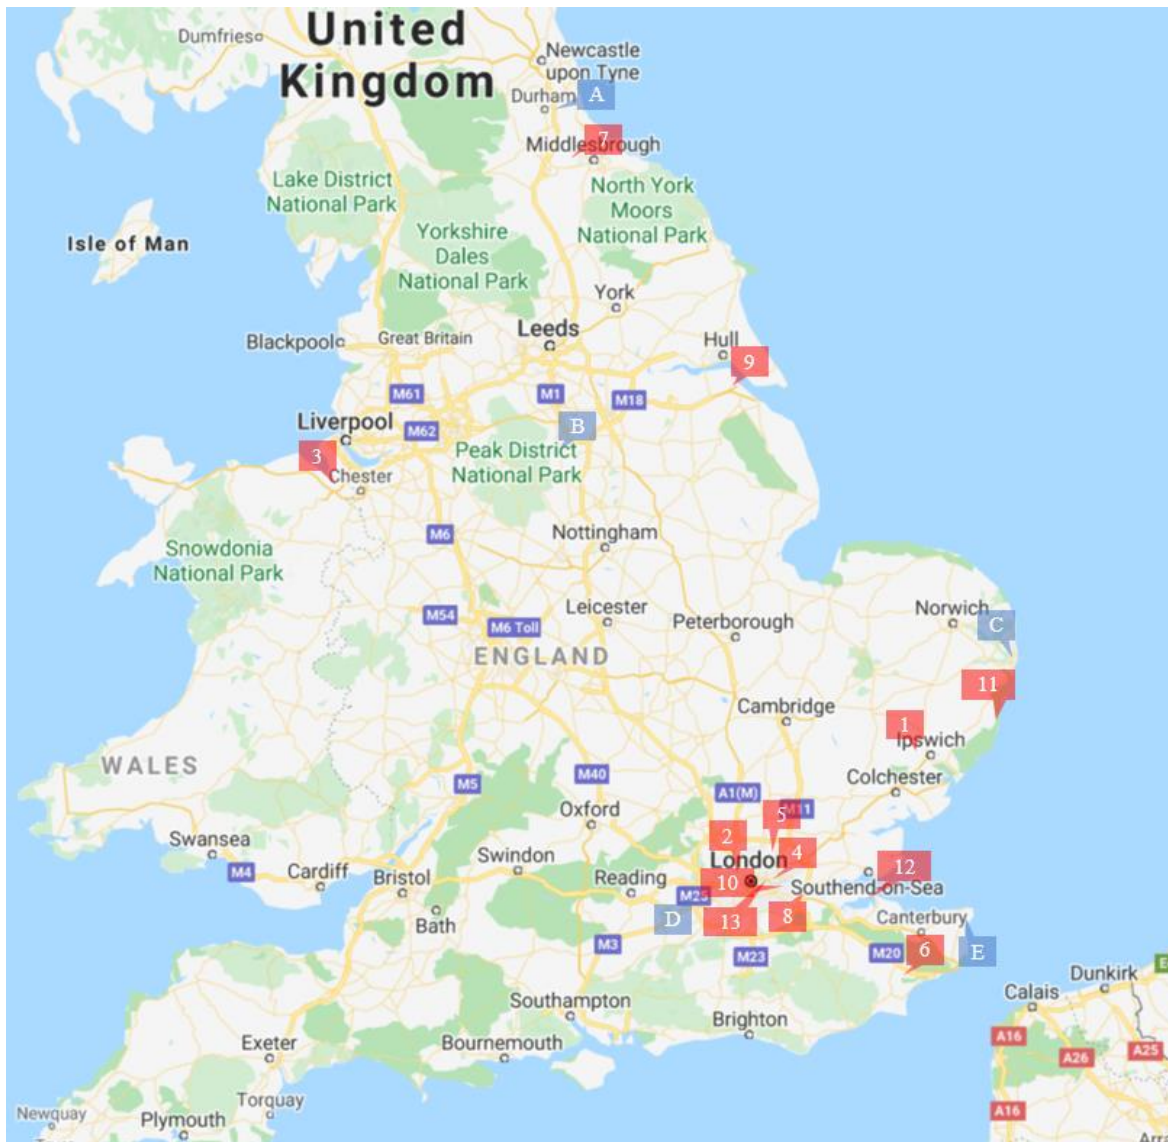 United
Kingdom
Dumfries
Newcastle
upon Tyne
Durham
A
7
Middlesbrough
Lake District
National Park
North York
Moors
National Park
Isle of Man
Yorkshire
Dales
National Park
York
Leeds
Blackpool
Great Britain
Hull
9
M61
M1
M18
Liverpool
M62
B
Peak District
National Park
3
Chester
M6
Nottingham
Snowdonia
National Park
M54
M6 Toll
Leicester
Peterborough
Norwich
C
ENGLAND
11
Cambridge
1
Ipswich
WALES
M5
M40
Colchester
A1(M)
M11
Oxford
5
2
Swansea
M4
Cardiff
Swindon
London
4
12
Bristol
Reading
10
M25
Southend-on-Sea
Bath
D
13
8
Canterbury
M3
M23
M20
6
E
Dunkirk
Calais
Southampton
Brighton
Exeter
Bournemouth
A16
A26
A25
Torquay
A16
Newquay
Plymouth